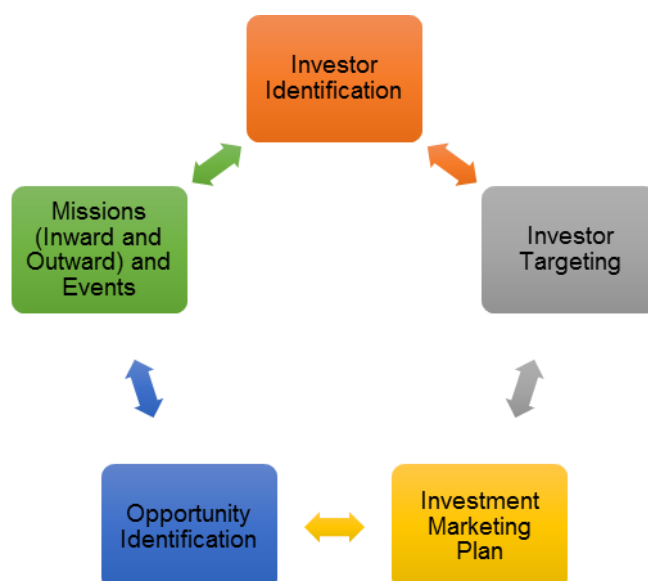 Investor
Identification
Missions
(Inward and
Outward) and
Events
Investor
Targeting
Opportunity
Identification
Investment
Marketing
Plan